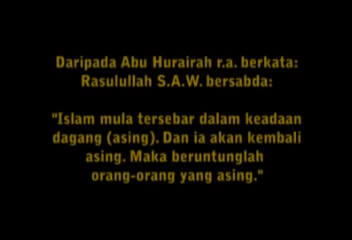 Daripada Abu Hurairah r.a. berkata:
Rasulullah S.A.W. bersabda:
"Islam mula tersebar dalam keadaan
dagang (asing). Dan ia akan kembali
asing. Maka beruntunglah
orang-orang yang asing."